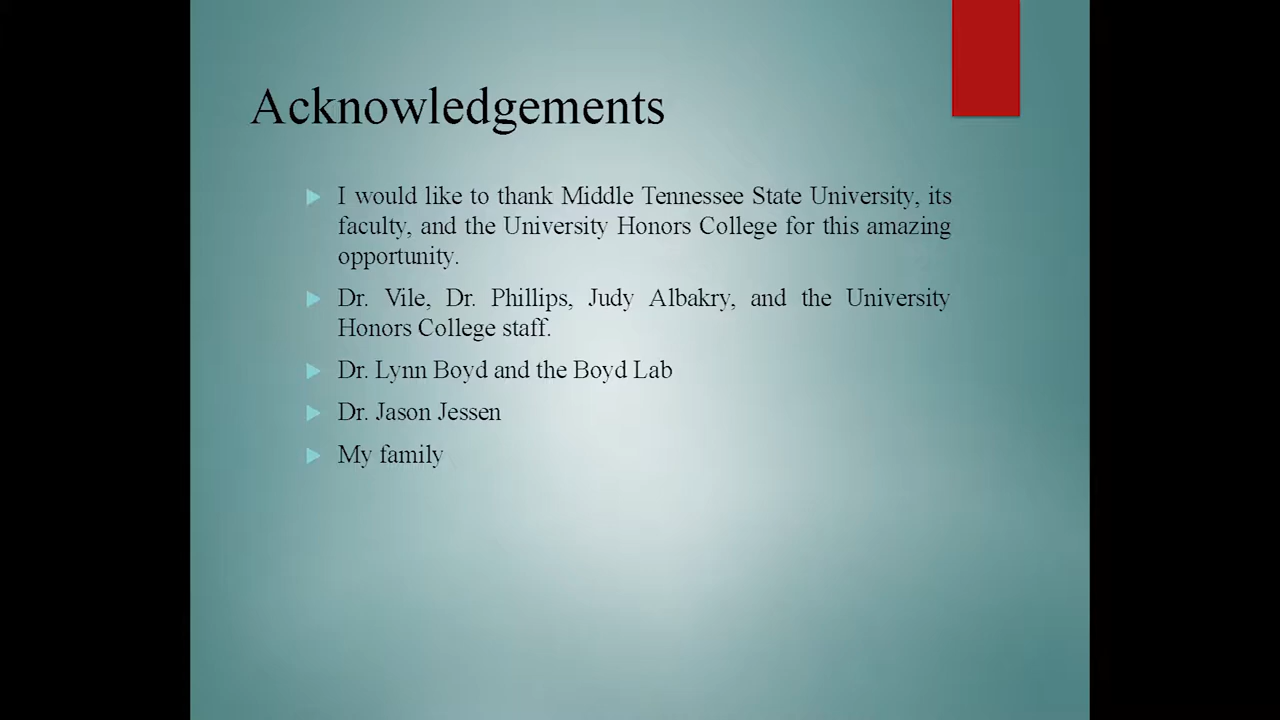 Acknowledgements
I would like to thank Middle Tennessee State University, its
faculty, and the University Honors College for this amazing
opportunity.
Dr. Vile, Dr. Phillips, Judy Albakry, and the University
Honors College staff.
Dr. Lynn Boyd and the Boyd Lab
Dr. Jason Jessen
My family